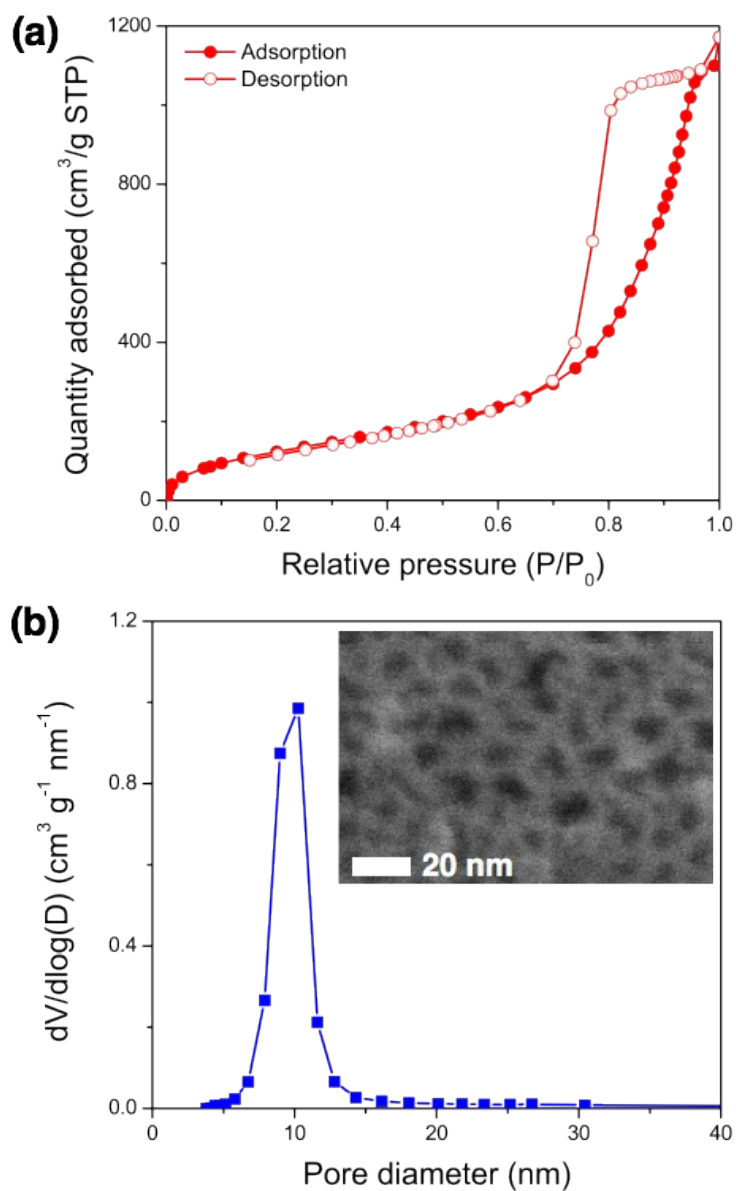 (a)
1200
800
400
0
Quantity adsorbed (cm³/g STP)
Adsorption
Desorption
0.0 0.2 0.4 0.6 0.8 1.0
Relative pressure (P/P₀)
(b)
1.2
0.8
0.4
0.0
dV/dlog(D) (cm³ g⁻¹ nm⁻¹)
20 nm
0 10 20 30 40
Pore diameter (nm)